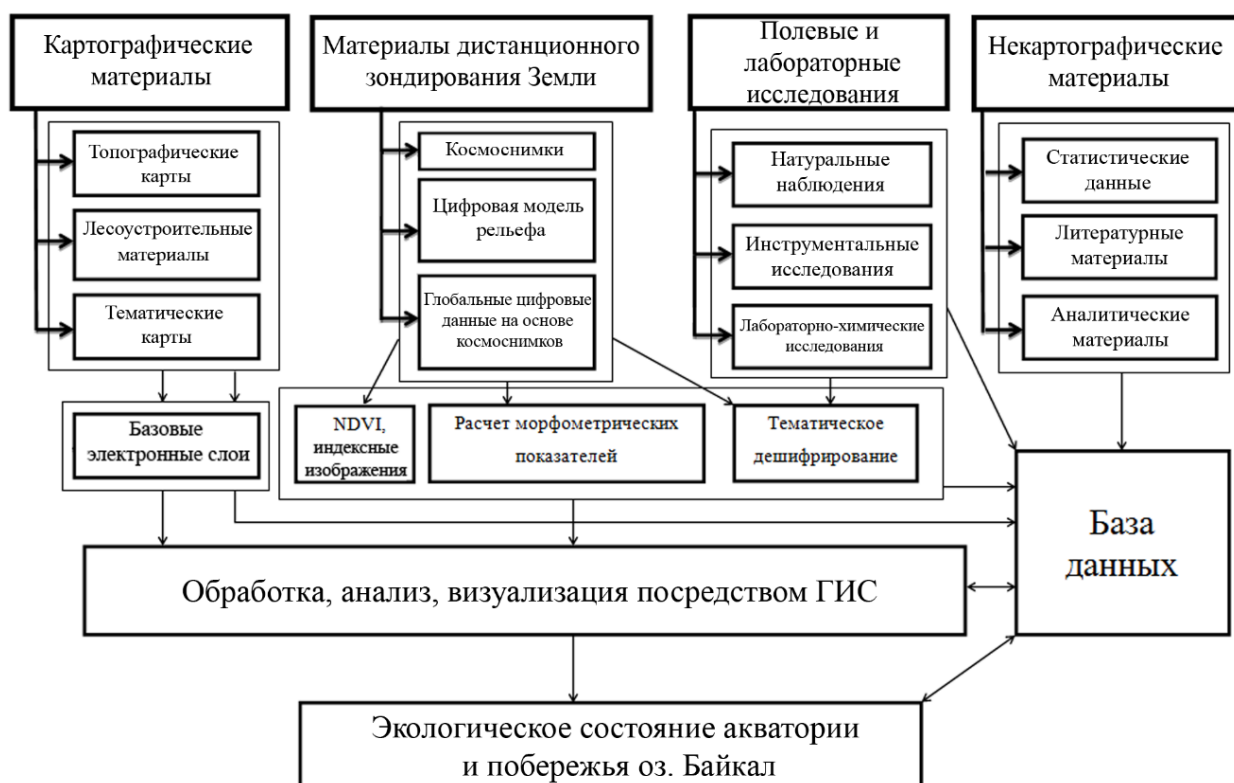 Картографические
материалы
Материалы дистанционного
зондирования Земли
Полевые и
лабораторные
исследования
Некартографические
материалы
Топографические
карты
Лесоустроительные
материалы
Тематические
карты
Космоснимки
Цифровая модель
рельефа
Глобальные цифровые
данные на основе
космоснимков
Натуральные
наблюдения
Инструментальные
исследования
Лабораторно-химические
исследования
Статистические
данные
Литературные
материалы
Аналитические
материалы
Базовые
электронные слои
NDVI,
индексные
изображения
Расчет морфометрических
показателей
Тематическое
дешифрирование
База
данных
Обработка, анализ, визуализация посредством ГИС
Экологическое состояние акватории
и побережья оз. Байкал